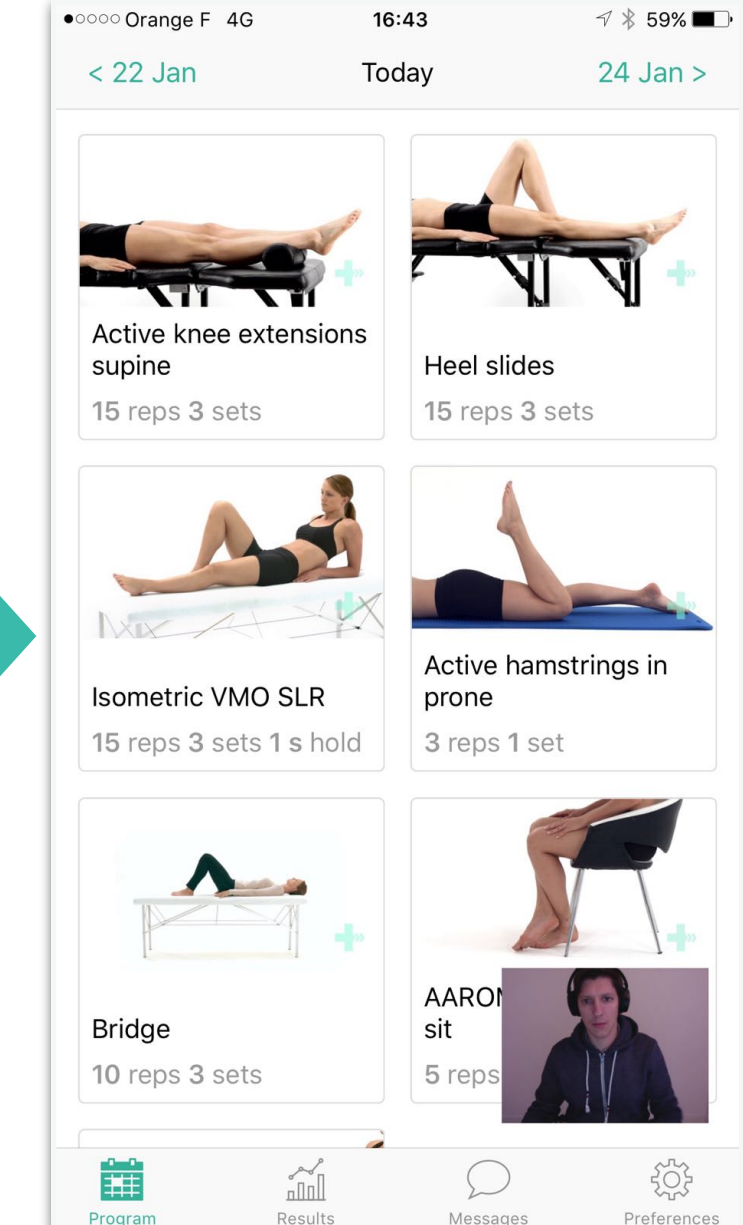 Orange F 4G 16:43 59%
< 22 Jan Today 24 Jan >
Active knee extensions
supine
15 reps 3 sets
Heel slides
15 reps 3 sets
Isometric VMO SLR
15 reps 3 sets 1 s hold
Active hamstrings in
prone
3 reps 1 set
Bridge
10 reps 3 sets
sit
5 reps
Program Results Messages Preferences